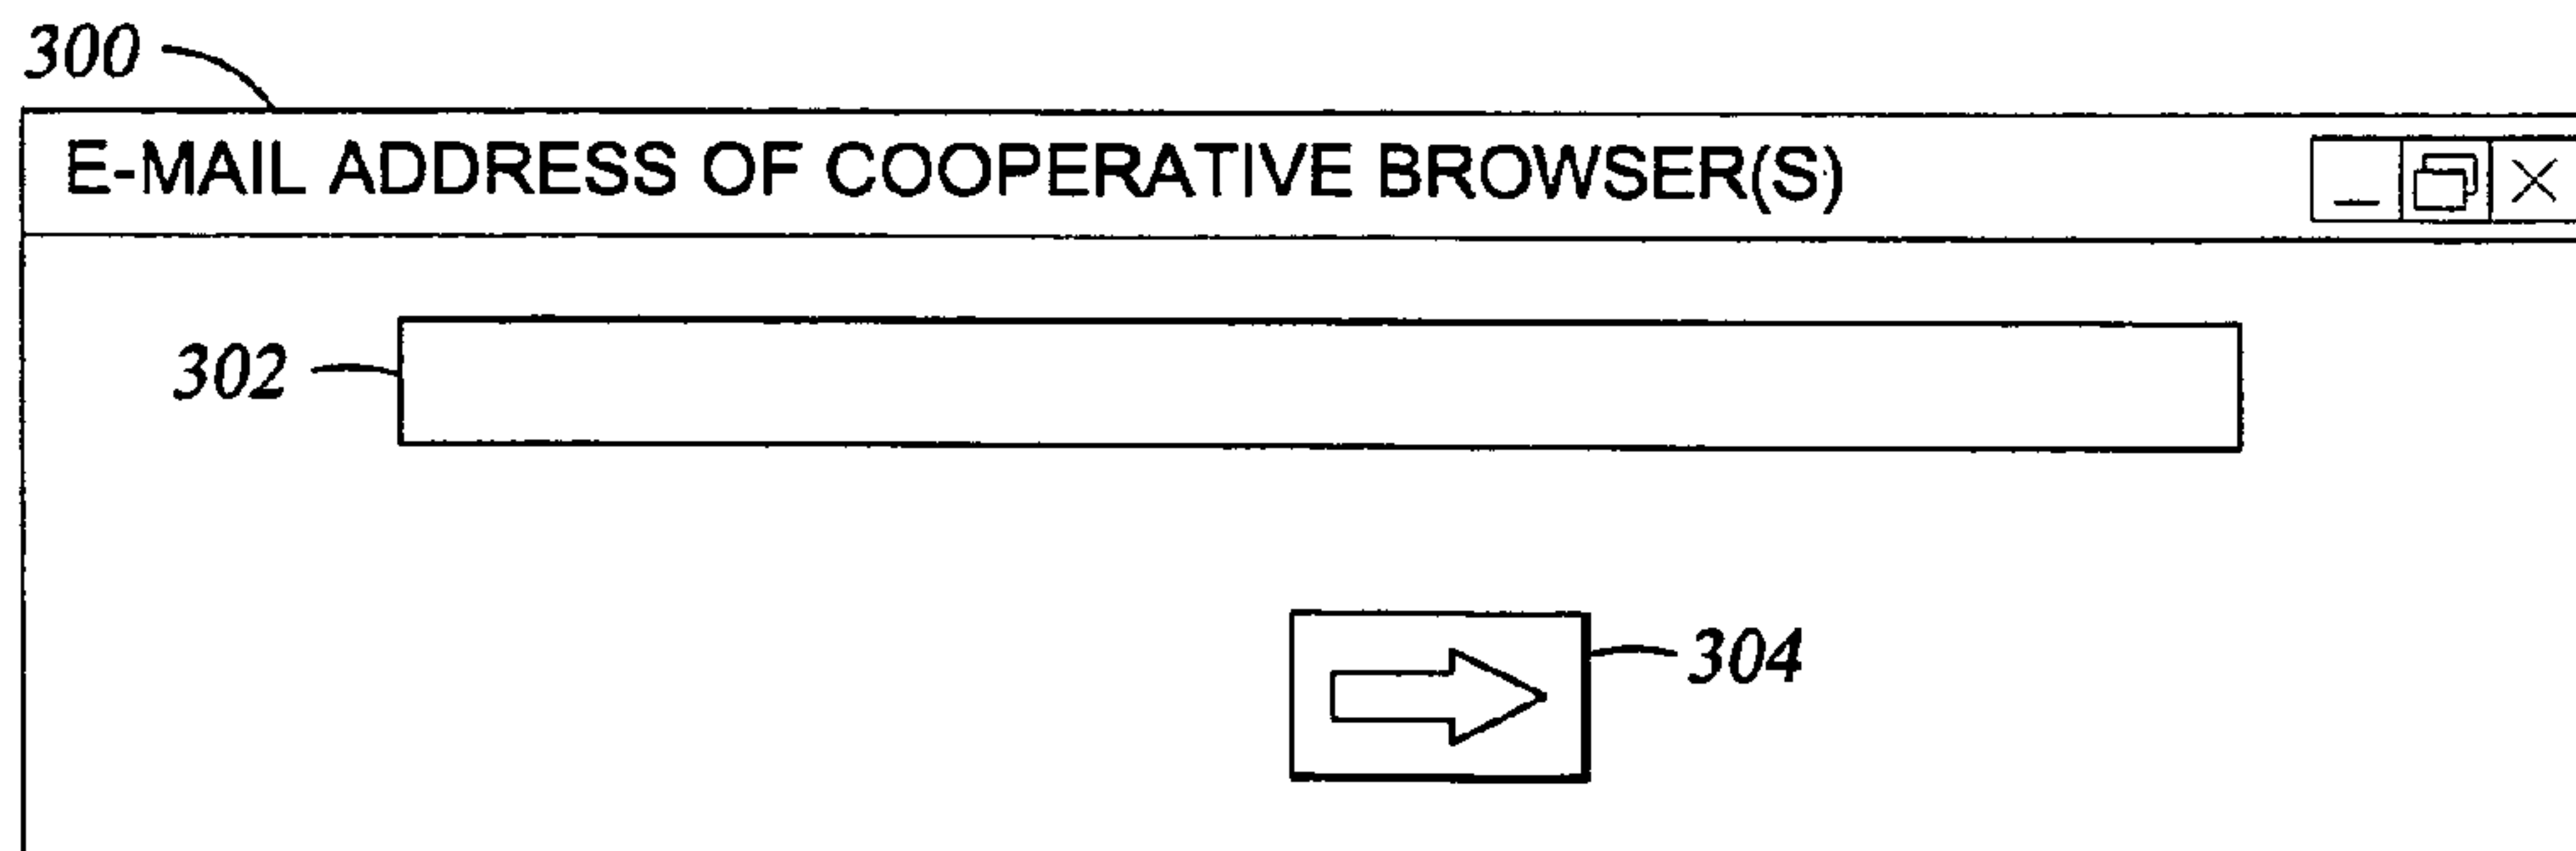 300
E-MAIL ADDRESS OF COOPERATIVE BROWSER(S)
302
304